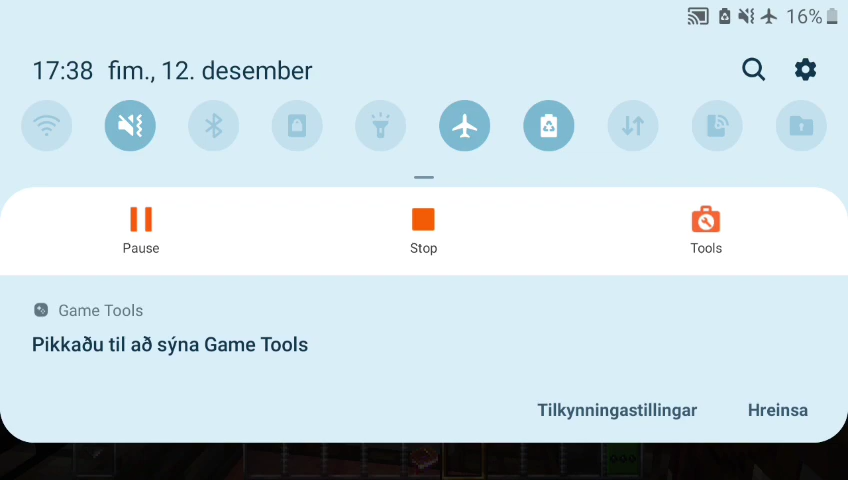 16%
17:38 fim., 12. desember
Pause
Stop
Tools
Game Tools
Pikkaðu til að sýna Game Tools
Tilkynningastillingar
Hreinsa